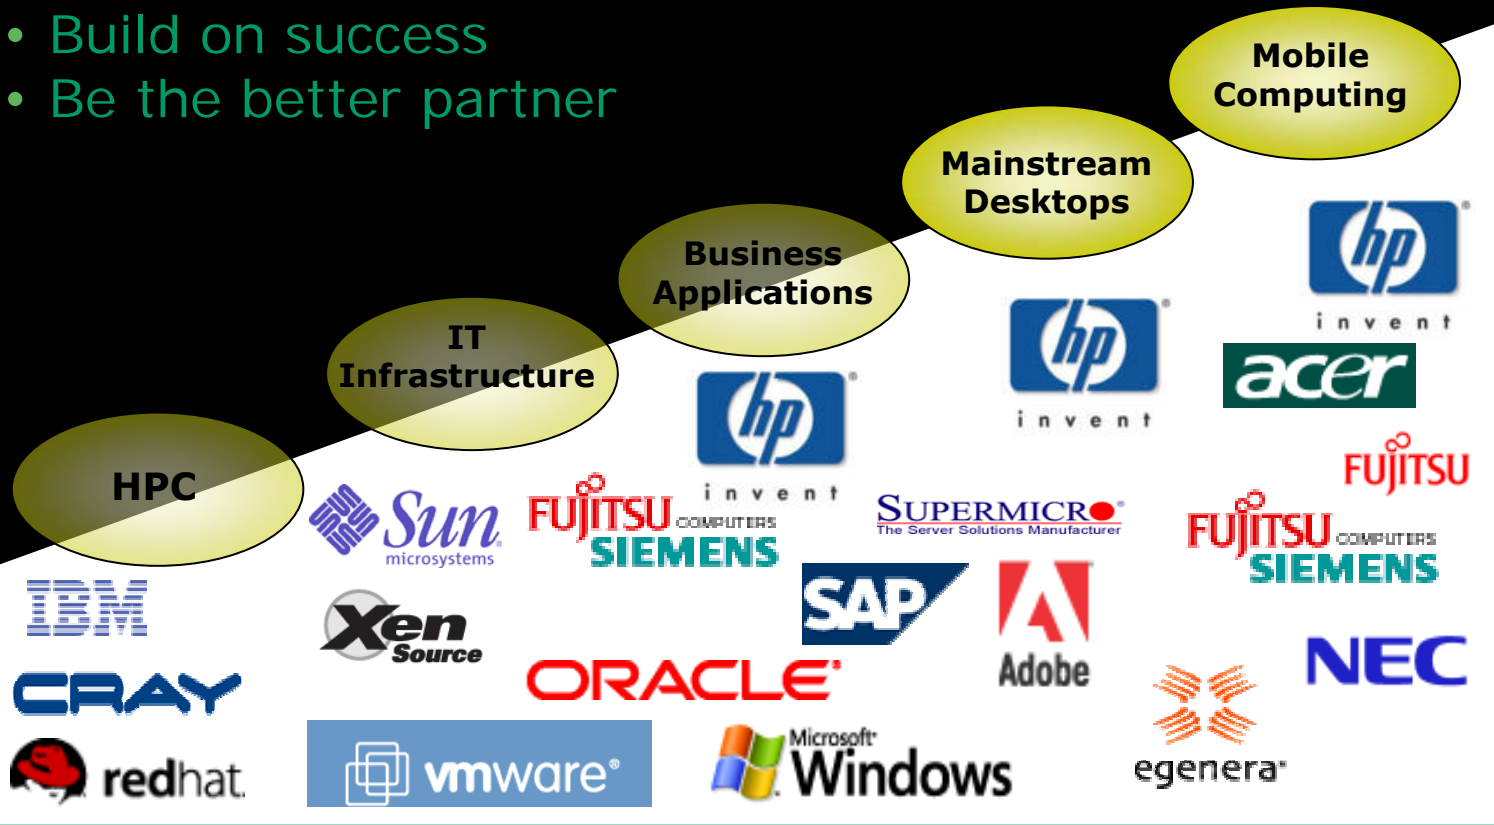 • Build on success
• Be the better partner
Mobile
Computing
Mainstream
Desktops
Business
Applications
IT
Infrastructure
HPC
hp
invent
hp
invent
acer
hp
invent
FUJITSU
Sun
microsystems
FUJITSU COMPUTERS
SIEMENS
SUPERMICRO
The Server Solutions Manufacturer
FUJITSU COMPUTERS
SIEMENS
IBM
Xen
Source
SAP
Adobe
NEC
CRAY
ORACLE
redhat.
vmware®
Microsoft
Windows
egenera